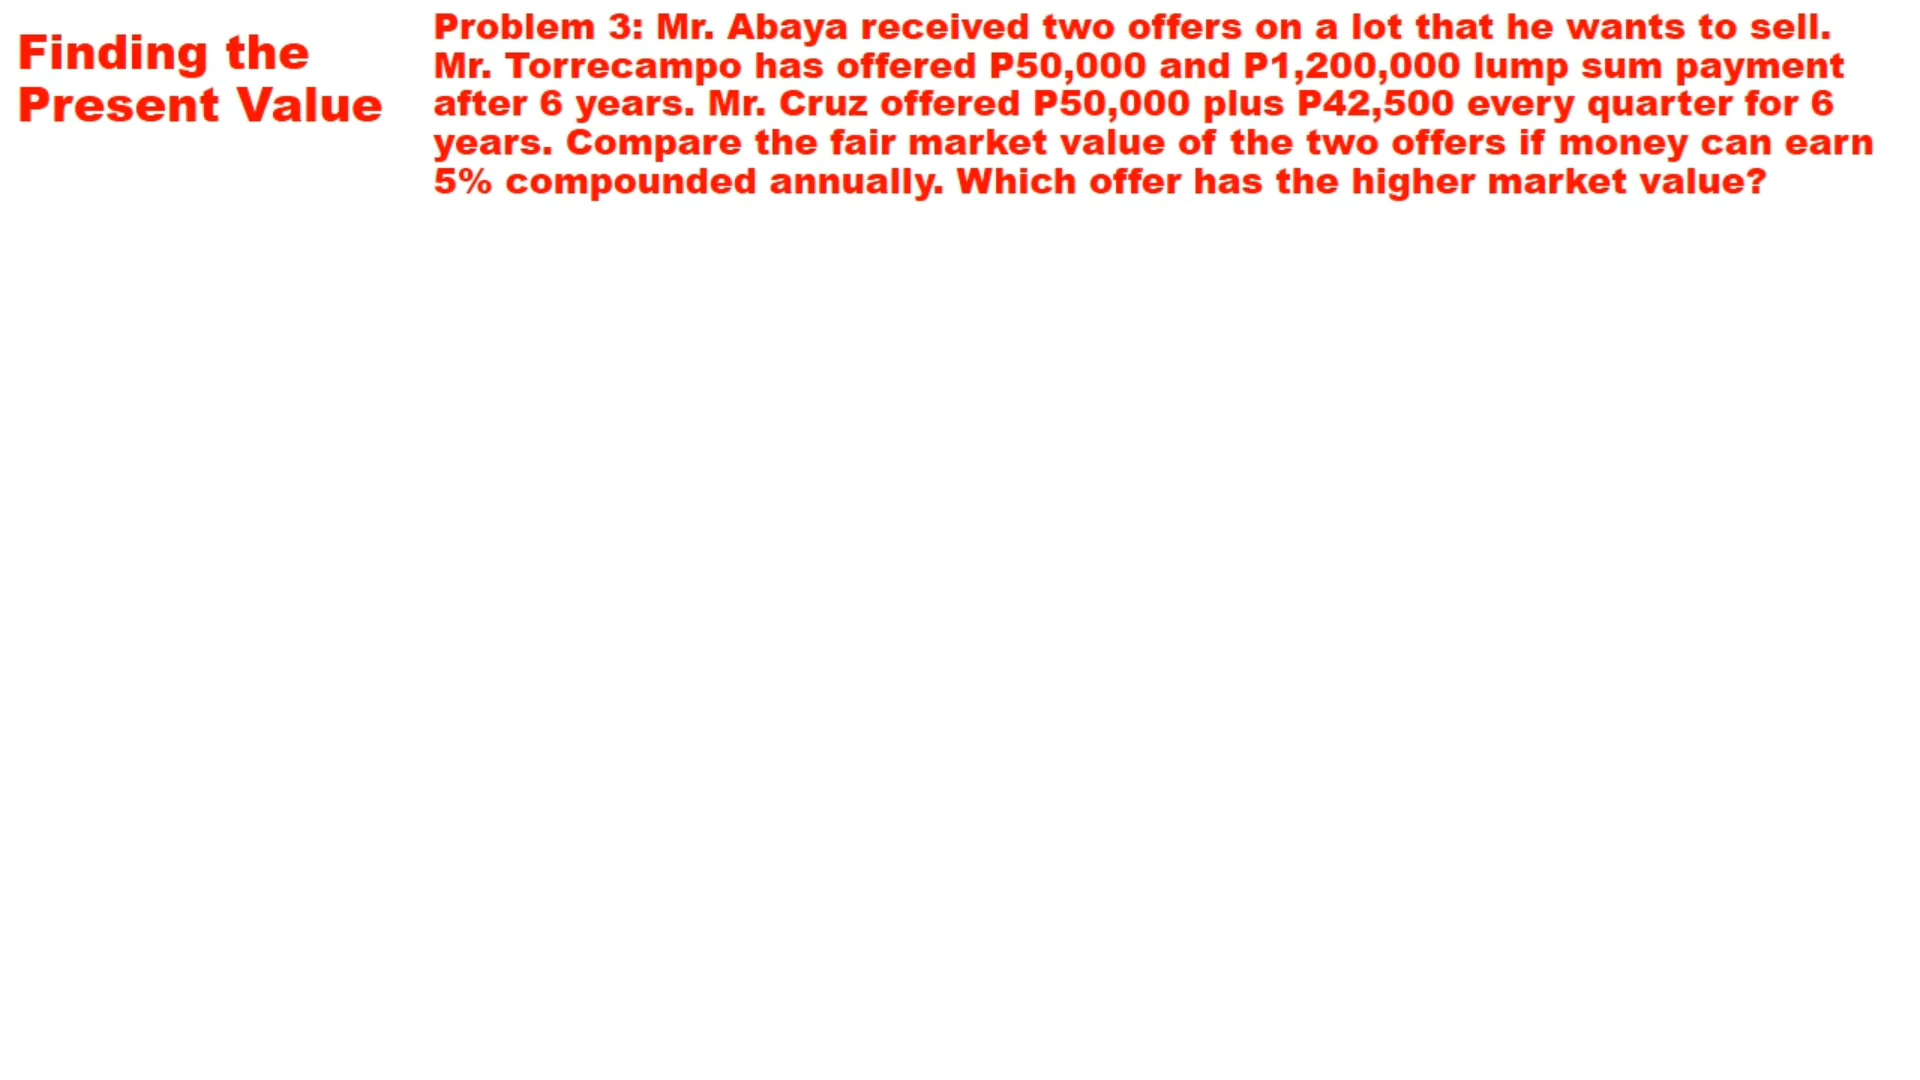 Finding the
Present Value
Problem 3: Mr. Abaya received two offers on a lot that he wants to sell.
Mr. Torrecampo has offered P50,000 and P1,200,000 lump sum payment
after 6 years. Mr. Cruz offered P50,000 plus P42,500 every quarter for 6
years. Compare the fair market value of the two offers if money can earn
5% compounded annually. Which offer has the higher market value?